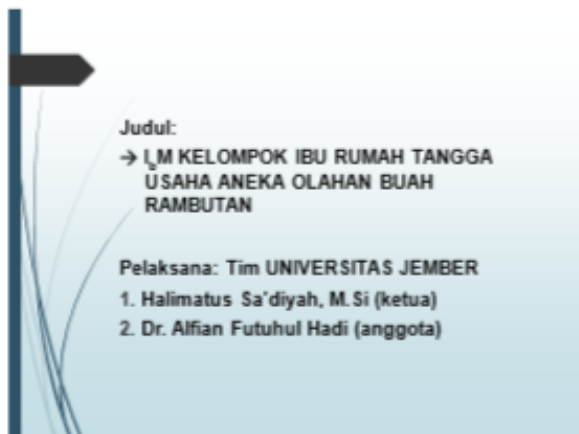 Judul:
→ IbM KELOMPOK IBU RUMAH TANGGA
USAHA ANEKA OLAHAN BUAH
RAMBUTAN
Pelaksana: Tim UNIVERSITAS JEMBER
1. Halimatus Sa'diyah, M.Si (ketua)
2. Dr. Alfian Futuhul Hadi (anggota)